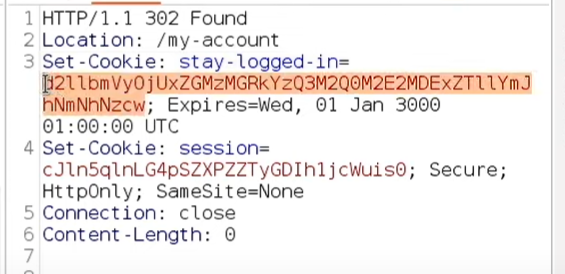 1 HTTP/1.1 302 Found
2 Location: /my-account
3 Set-Cookie: stay-logged-in=
d2llbmVyOjUxZGMzMGRkYzQ3M2Q0M2E2MDExZTllYmJ
hNmNhNzcw; Expires=Wed, 01 Jan 3000
01:00:00 UTC
4 Set-Cookie: session=
cJln5qlnLG4pSZXPZZTyGDIh1jcWuis0; Secure;
HttpOnly; SameSite=None
5 Connection: close
6 Content-Length: 0
7